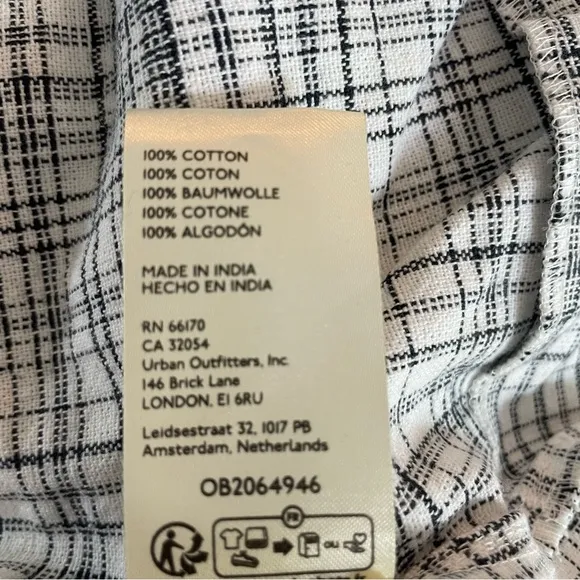 100% COTTON
100% COTON
100% BAUMWOLLE
100% COTONE
100% ALGODÓN
MADE IN INDIA
HECHO EN INDIA
RN 66170
CA 32054
Urban Outfitters, Inc.
146 Brick Lane
LONDON, E1 6RU
Leidsestraat 32, 1017 PB
Amsterdam, Netherlands
OB2064946
FR
OU